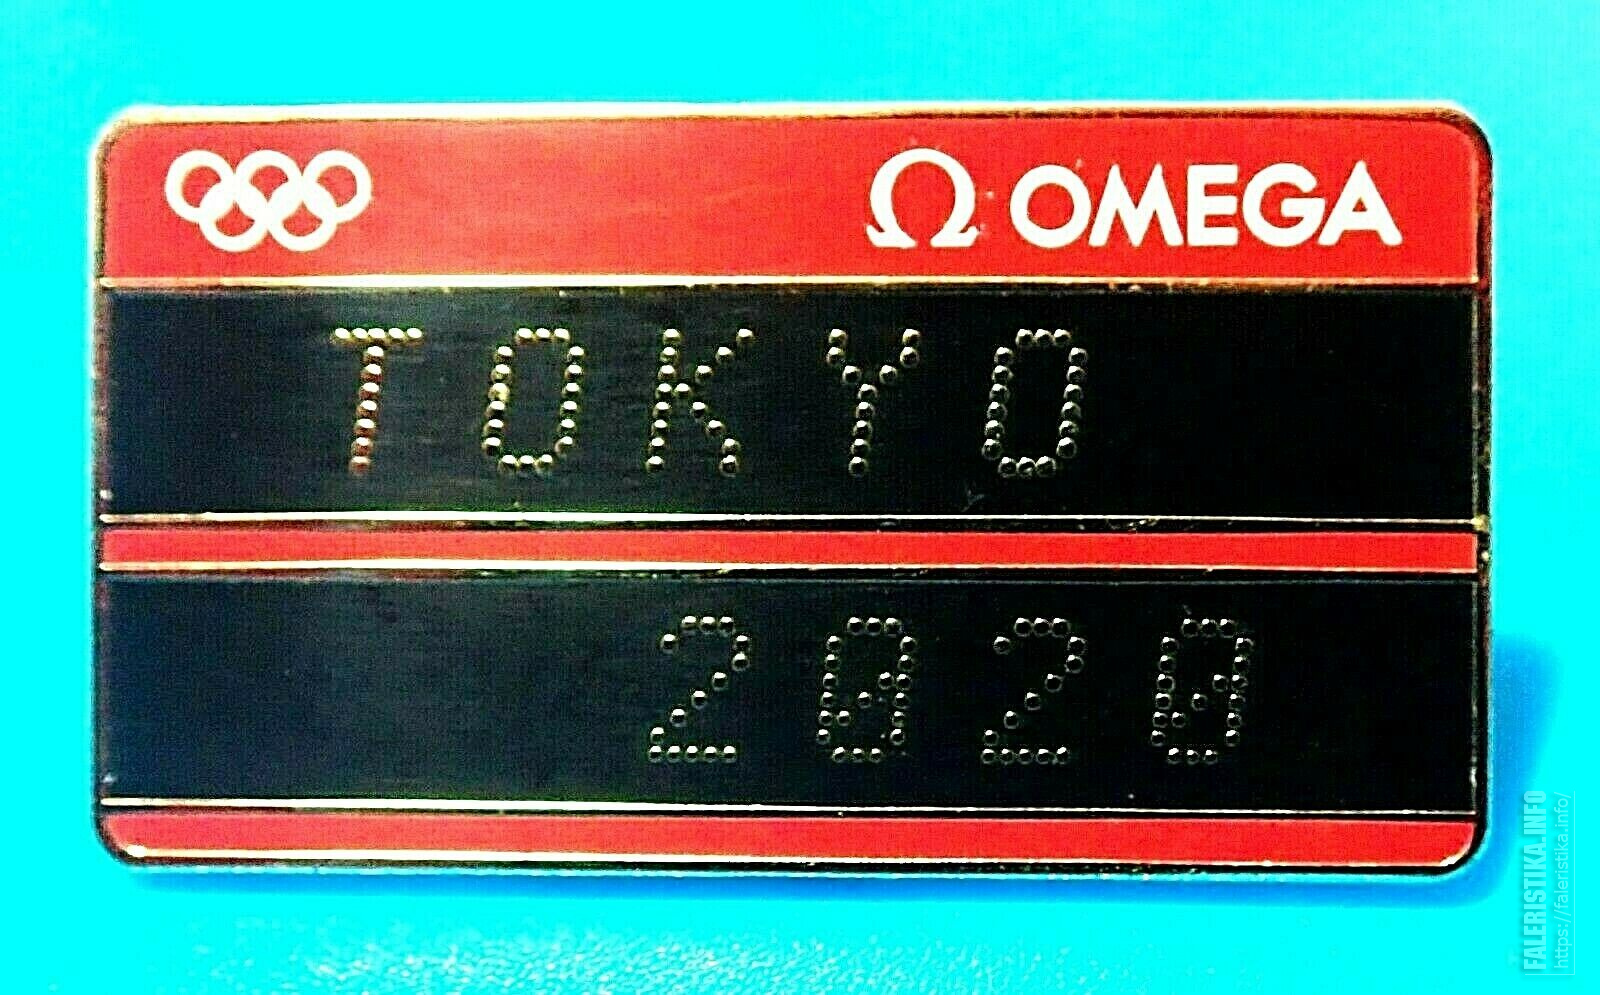 Ω OMEGA
TOKYO
2020
FALERISTIKA.INFO
https://faleristika.info/